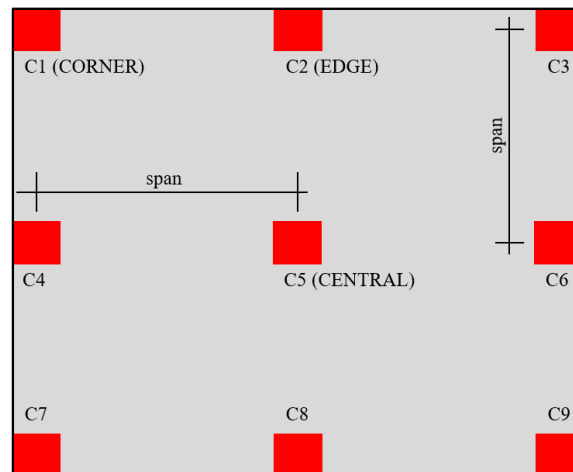 C1 (CORNER)
C2 (EDGE)
C3
span
span
C4
C5 (CENTRAL)
C6
C7
C8
C9